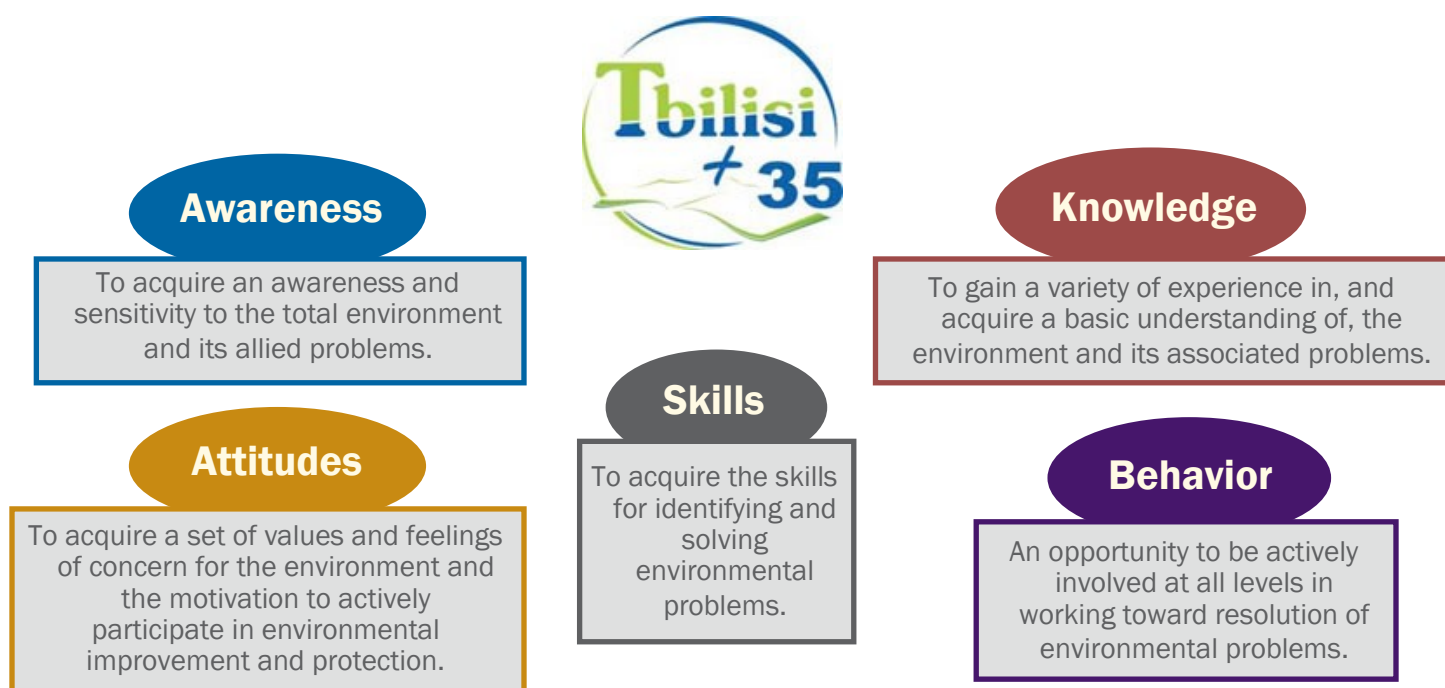 Tbilisi
+ 35
Awareness
To acquire an awareness and
sensitivity to the total environment
and its allied problems.
Knowledge
To gain a variety of experience in, and
acquire a basic understanding of, the
environment and its associated problems.
Skills
To acquire the skills
for identifying and
solving
environmental
problems.
Attitudes
To acquire a set of values and feelings
of concern for the environment and
the motivation to actively
participate in environmental
improvement and protection.
Behavior
An opportunity to be actively
involved at all levels in
working toward resolution of
environmental problems.